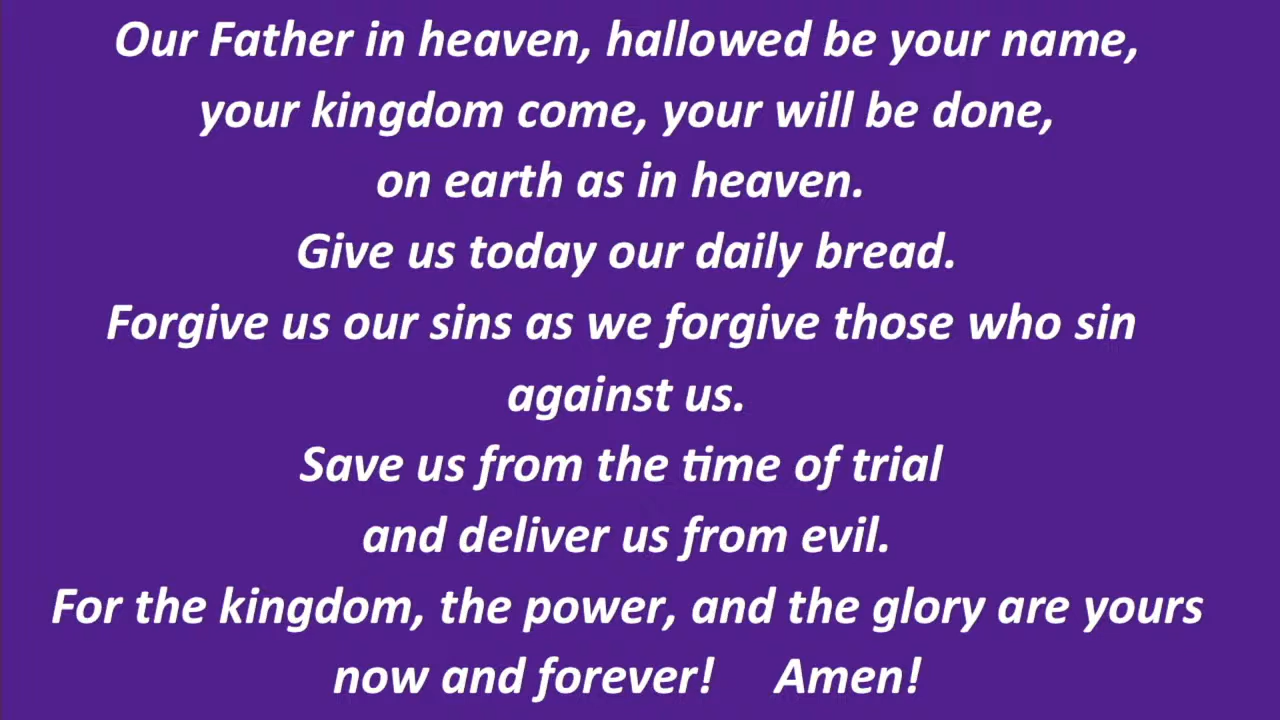 Our Father in heaven, hallowed be your name,
your kingdom come, your will be done,
on earth as in heaven.
Give us today our daily bread.
Forgive us our sins as we forgive those who sin
against us.
Save us from the time of trial
and deliver us from evil.
For the kingdom, the power, and the glory are yours
now and forever! Amen!